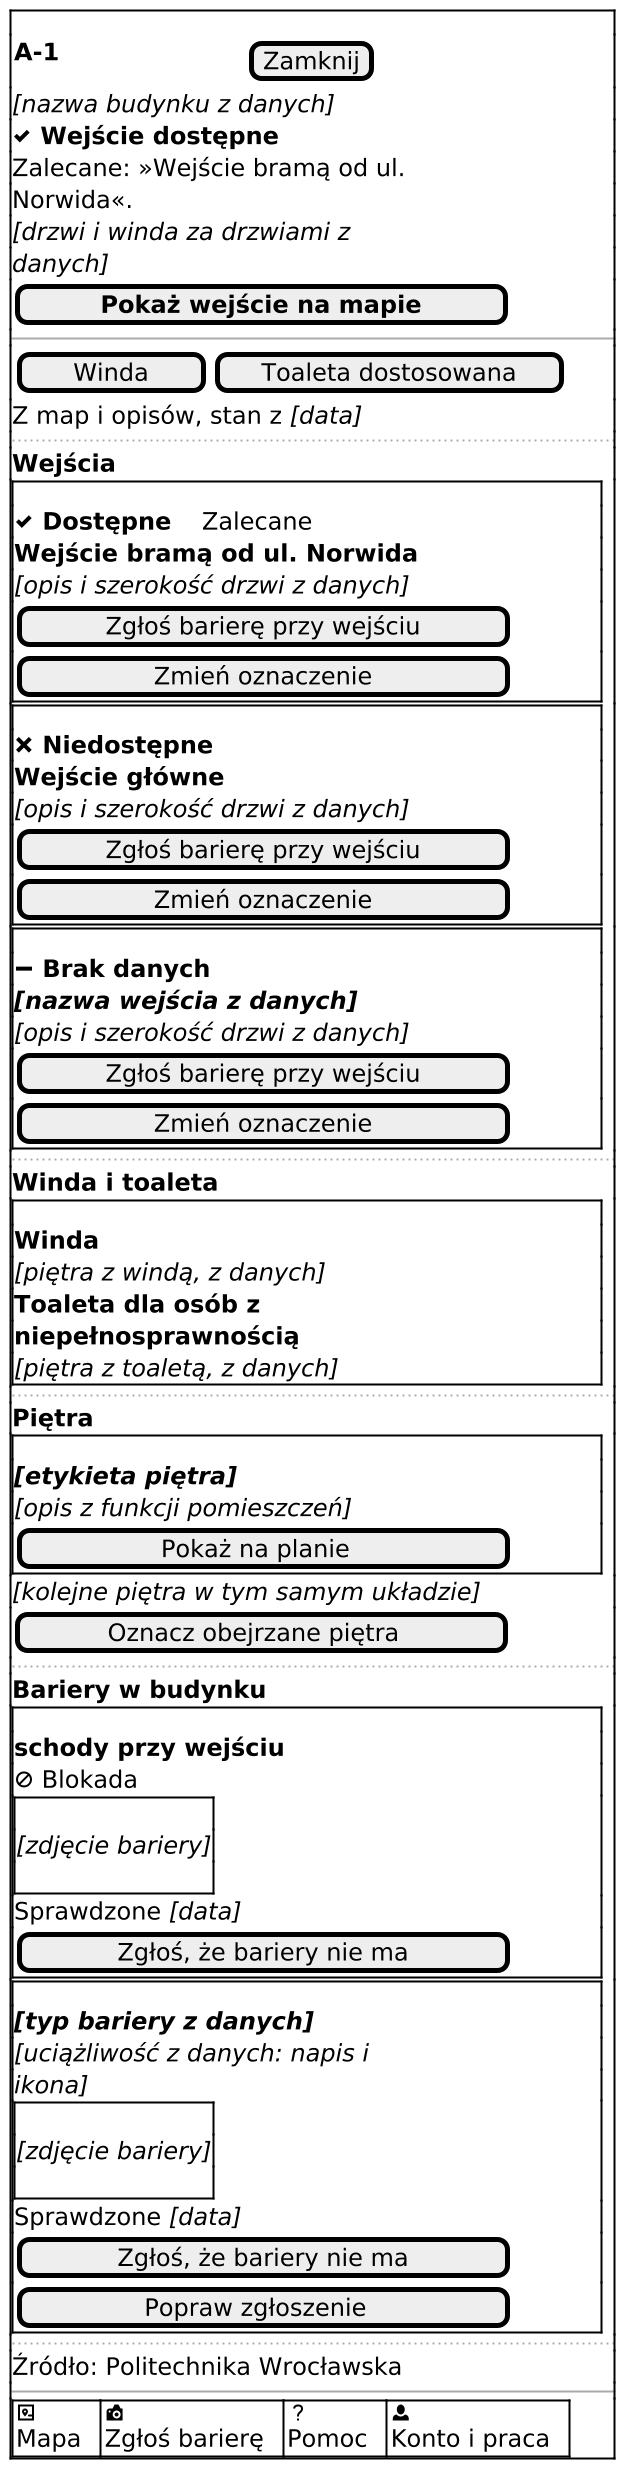 A-1
Zamknij
[nazwa budynku z danych]
✔ Wejście dostępne
Zalecane: »Wejście bramą od ul.
Norwida«.
[drzwi i winda za drzwiami z
danych]
Pokaż wejście na mapie
Winda
Toaleta dostosowana
Z map i opisów, stan z [data]
Wejścia
✔ Dostępne Zalecane
Wejście bramą od ul. Norwida
[opis i szerokość drzwi z danych]
Zgłoś barierę przy wejściu
Zmień oznaczenie
✖ Niedostępne
Wejście główne
[opis i szerokość drzwi z danych]
Zgłoś barierę przy wejściu
Zmień oznaczenie
− Brak danych
[nazwa wejścia z danych]
[opis i szerokość drzwi z danych]
Zgłoś barierę przy wejściu
Zmień oznaczenie
Winda i toaleta
Winda
[piętra z windą, z danych]
Toaleta dla osób z
niepełnosprawnością
[piętra z toaletą, z danych]
Piętra
[etykieta piętra]
[opis z funkcji pomieszczeń]
Pokaż na planie
[kolejne piętra w tym samym układzie]
Oznacz obejrzane piętra
Bariery w budynku
schody przy wejściu
⊘ Blokada
[zdjęcie bariery]
Sprawdzone [data]
Zgłoś, że bariery nie ma
[typ bariery z danych]
[uciążliwość z danych: napis i
ikona]
[zdjęcie bariery]
Sprawdzone [data]
Zgłoś, że bariery nie ma
Popraw zgłoszenie
Źródło: Politechnika Wrocławska
Mapa
Zgłoś barierę
? Pomoc
Konto i praca